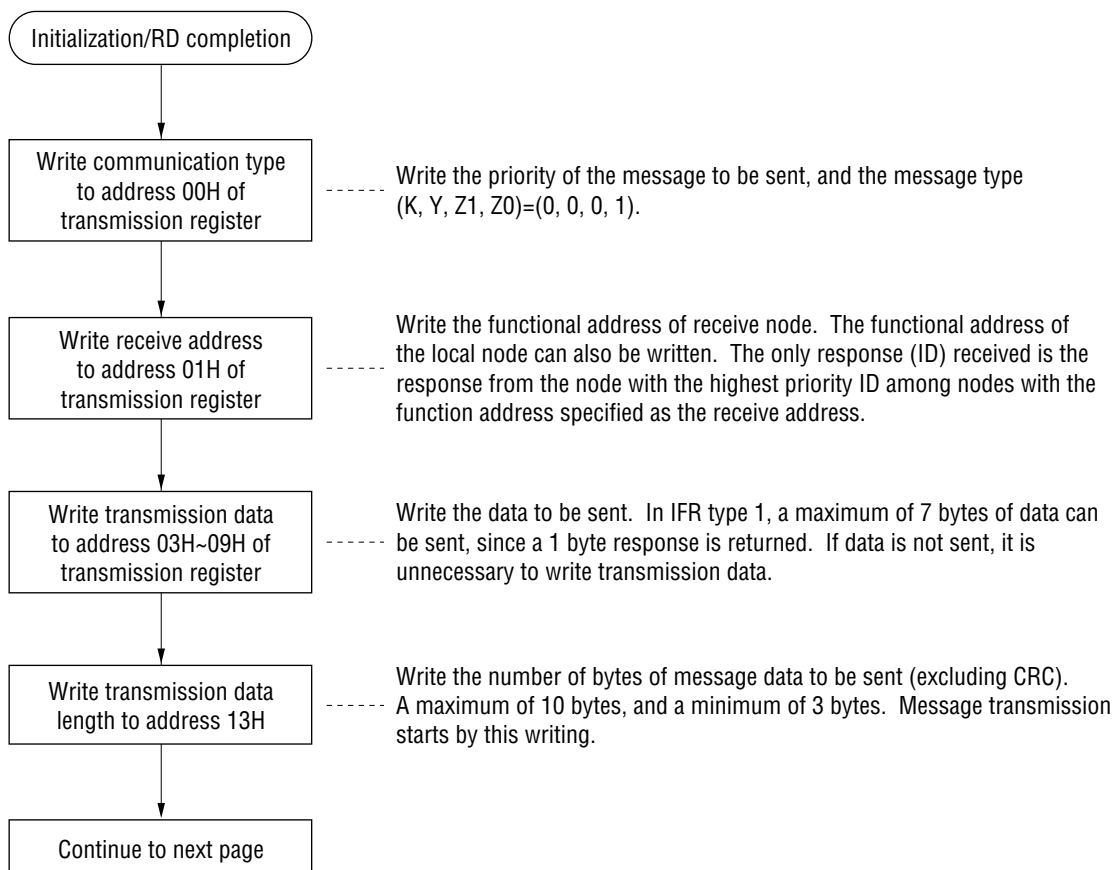 Initialization/RD completion
Write communication type
to address 00H of
transmission register
Write the priority of the message to be sent, and the message type
(K, Y, Z1, Z0)=(0, 0, 0, 1).
Write receive address
to address 01H of
transmission register
Write the functional address of receive node. The functional address of
the local node can also be written. The only response (ID) received is the
response from the node with the highest priority ID among nodes with the
function address specified as the receive address.
Write transmission data
to address 03H~09H of
transmission register
Write the data to be sent. In IFR type 1, a maximum of 7 bytes of data can
be sent, since a 1 byte response is returned. If data is not sent, it is
unnecessary to write transmission data.
Write transmission data
length to address 13H
Write the number of bytes of message data to be sent (excluding CRC).
A maximum of 10 bytes, and a minimum of 3 bytes. Message transmission
starts by this writing.
Continue to next page